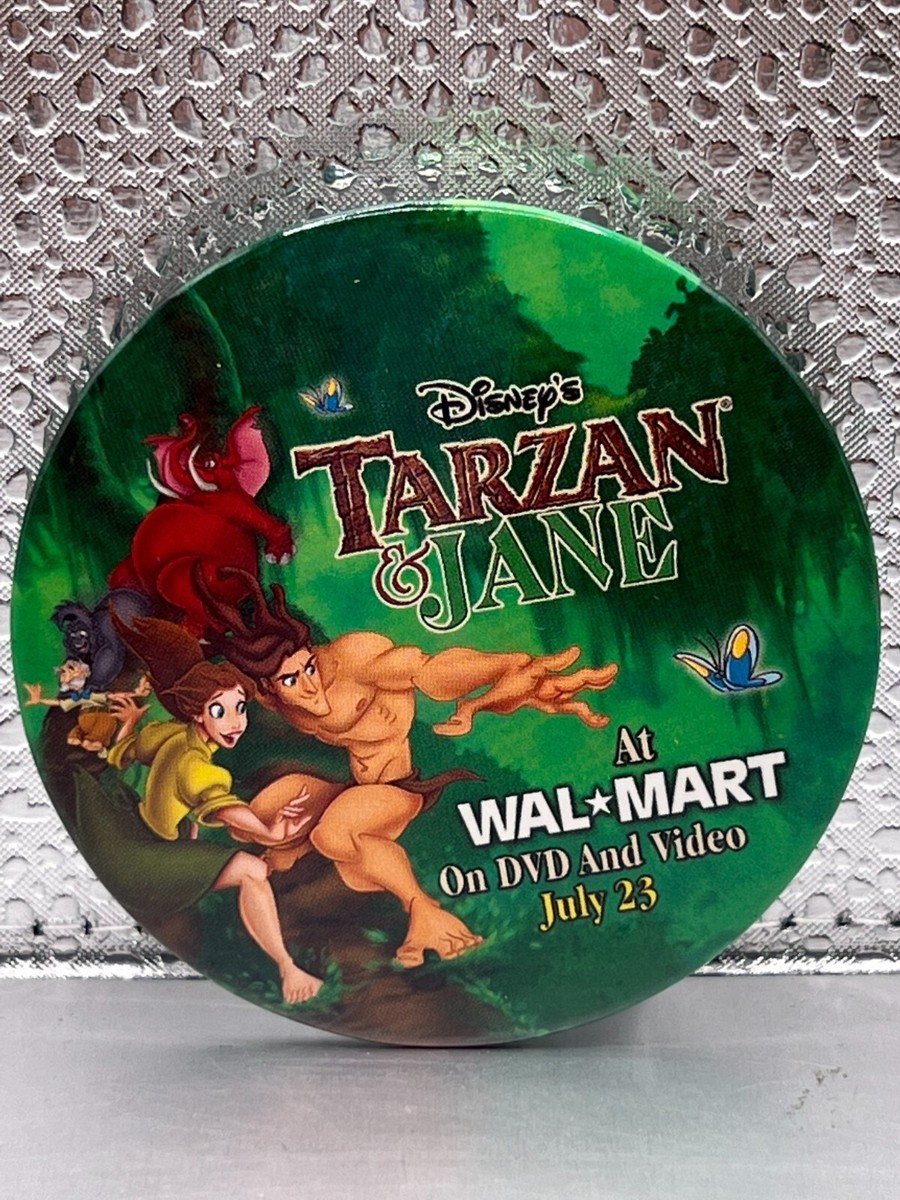 Disney's
TARZAN®
& JANE
At
WAL★MART
On DVD And Video
July 23